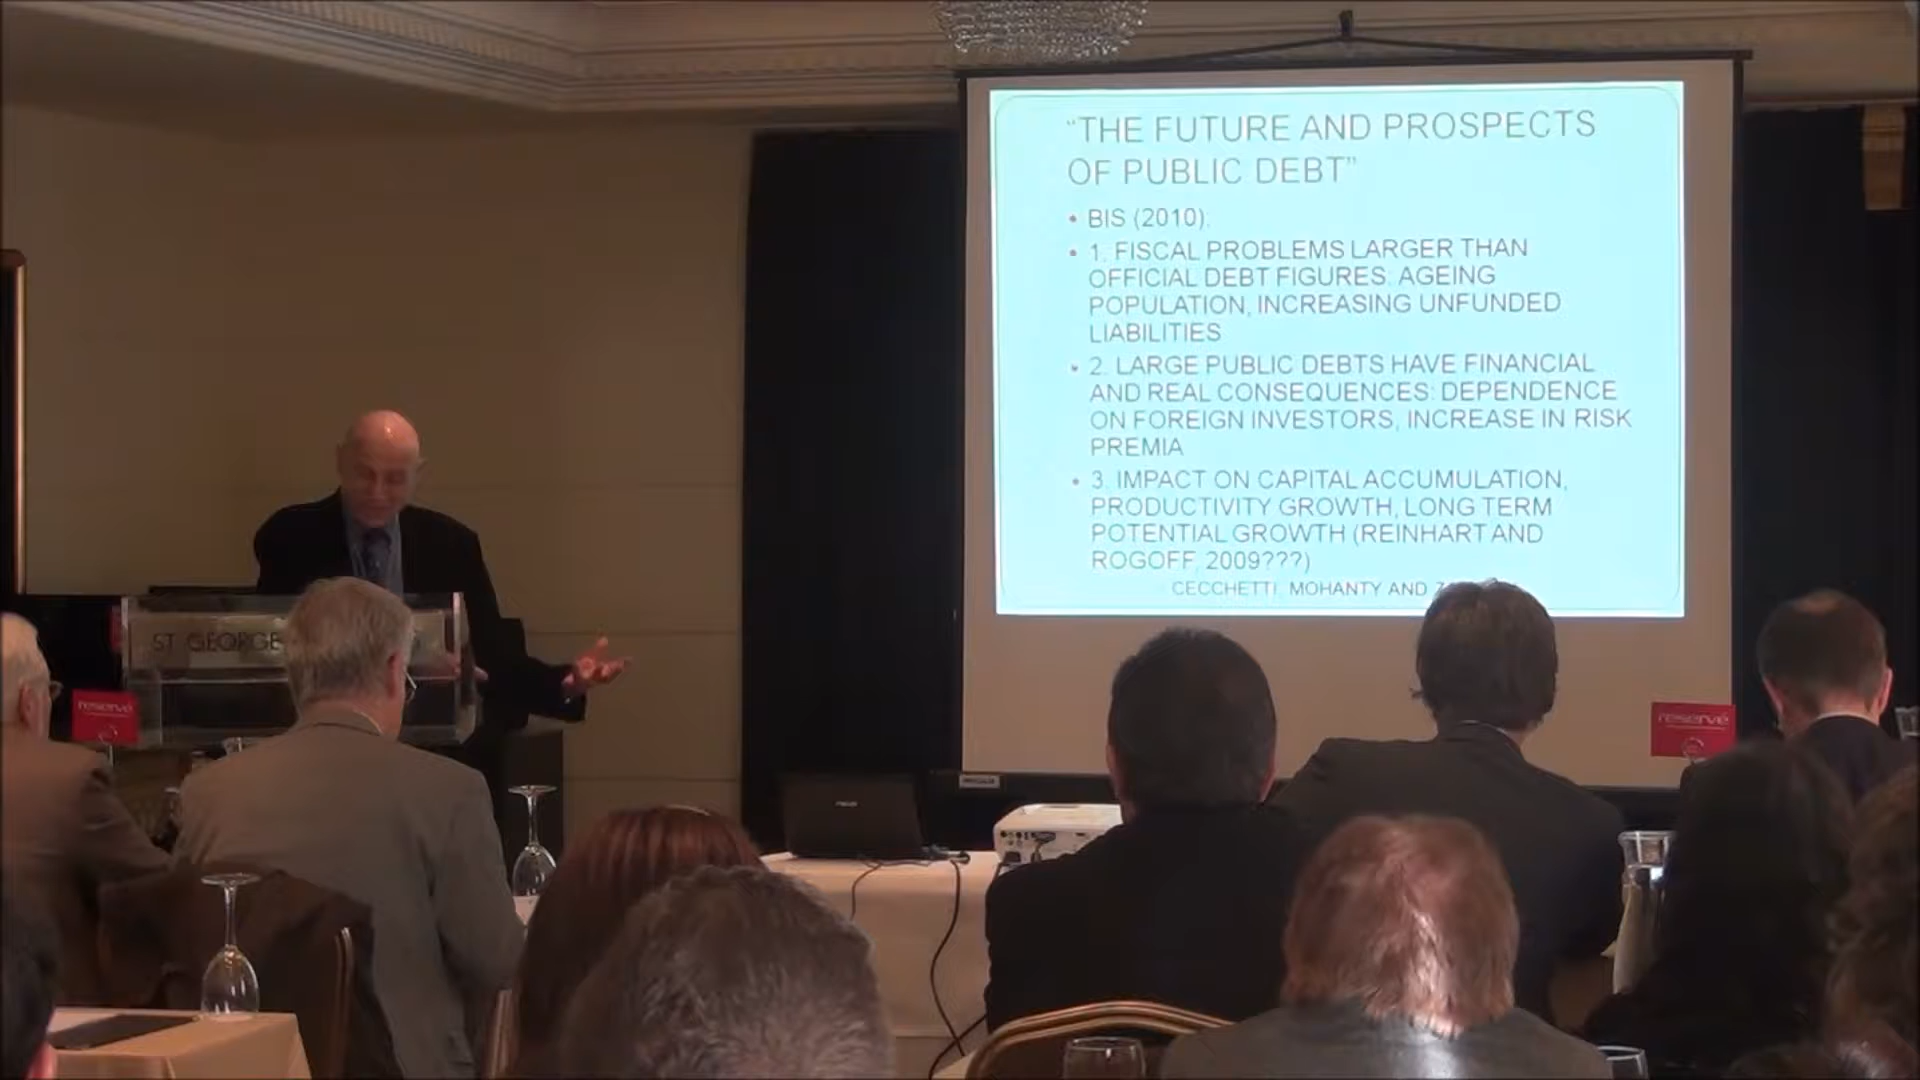 “THE FUTURE AND PROSPECTS
OF PUBLIC DEBT”
• BIS (2010):
• 1. FISCAL PROBLEMS LARGER THAN
OFFICIAL DEBT FIGURES: AGEING
POPULATION, INCREASING UNFUNDED
LIABILITIES
• 2. LARGE PUBLIC DEBTS HAVE FINANCIAL
AND REAL CONSEQUENCES: DEPENDENCE
ON FOREIGN INVESTORS, INCREASE IN RISK
PREMIA
• 3. IMPACT ON CAPITAL ACCUMULATION,
PRODUCTIVITY GROWTH, LONG TERM
POTENTIAL GROWTH (REINHART AND
ROGOFF, 2009???)
CECCHETTI, MOHANTY AND
ST GEORGE
reserve
reserve